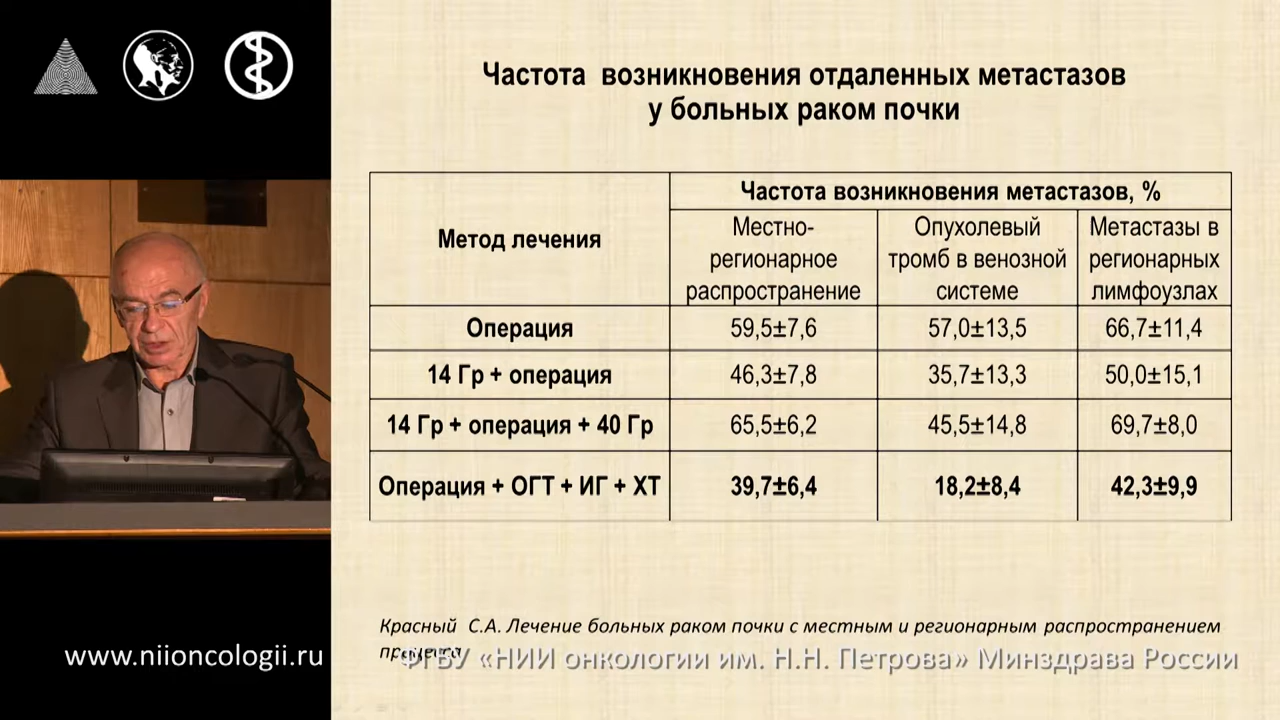 Частота возникновения отдаленных метастазов
у больных раком почки
Метод лечения
Частота возникновения метастазов, %
Местно-
регионарное
распространение
Опухолевый
тромб в венозной
системе
Метастазы в
регионарных
лимфоузлах
Операция 59,5±7,6 57,0±13,5 66,7±11,4
14 Гр + операция 46,3±7,8 35,7±13,3 50,0±15,1
14 Гр + операция + 40 Гр 65,5±6,2 45,5±14,8 69,7±8,0
Операция + ОГТ + ИГ + ХТ 39,7±6,4 18,2±8,4 42,3±9,9
Красный С.А. Лечение больных раком почки с местным и регионарным распространением
процесса
www.niioncologii.ru
ФГБУ «НИИ онкологии им. Н.Н. Петрова» Минздрава России